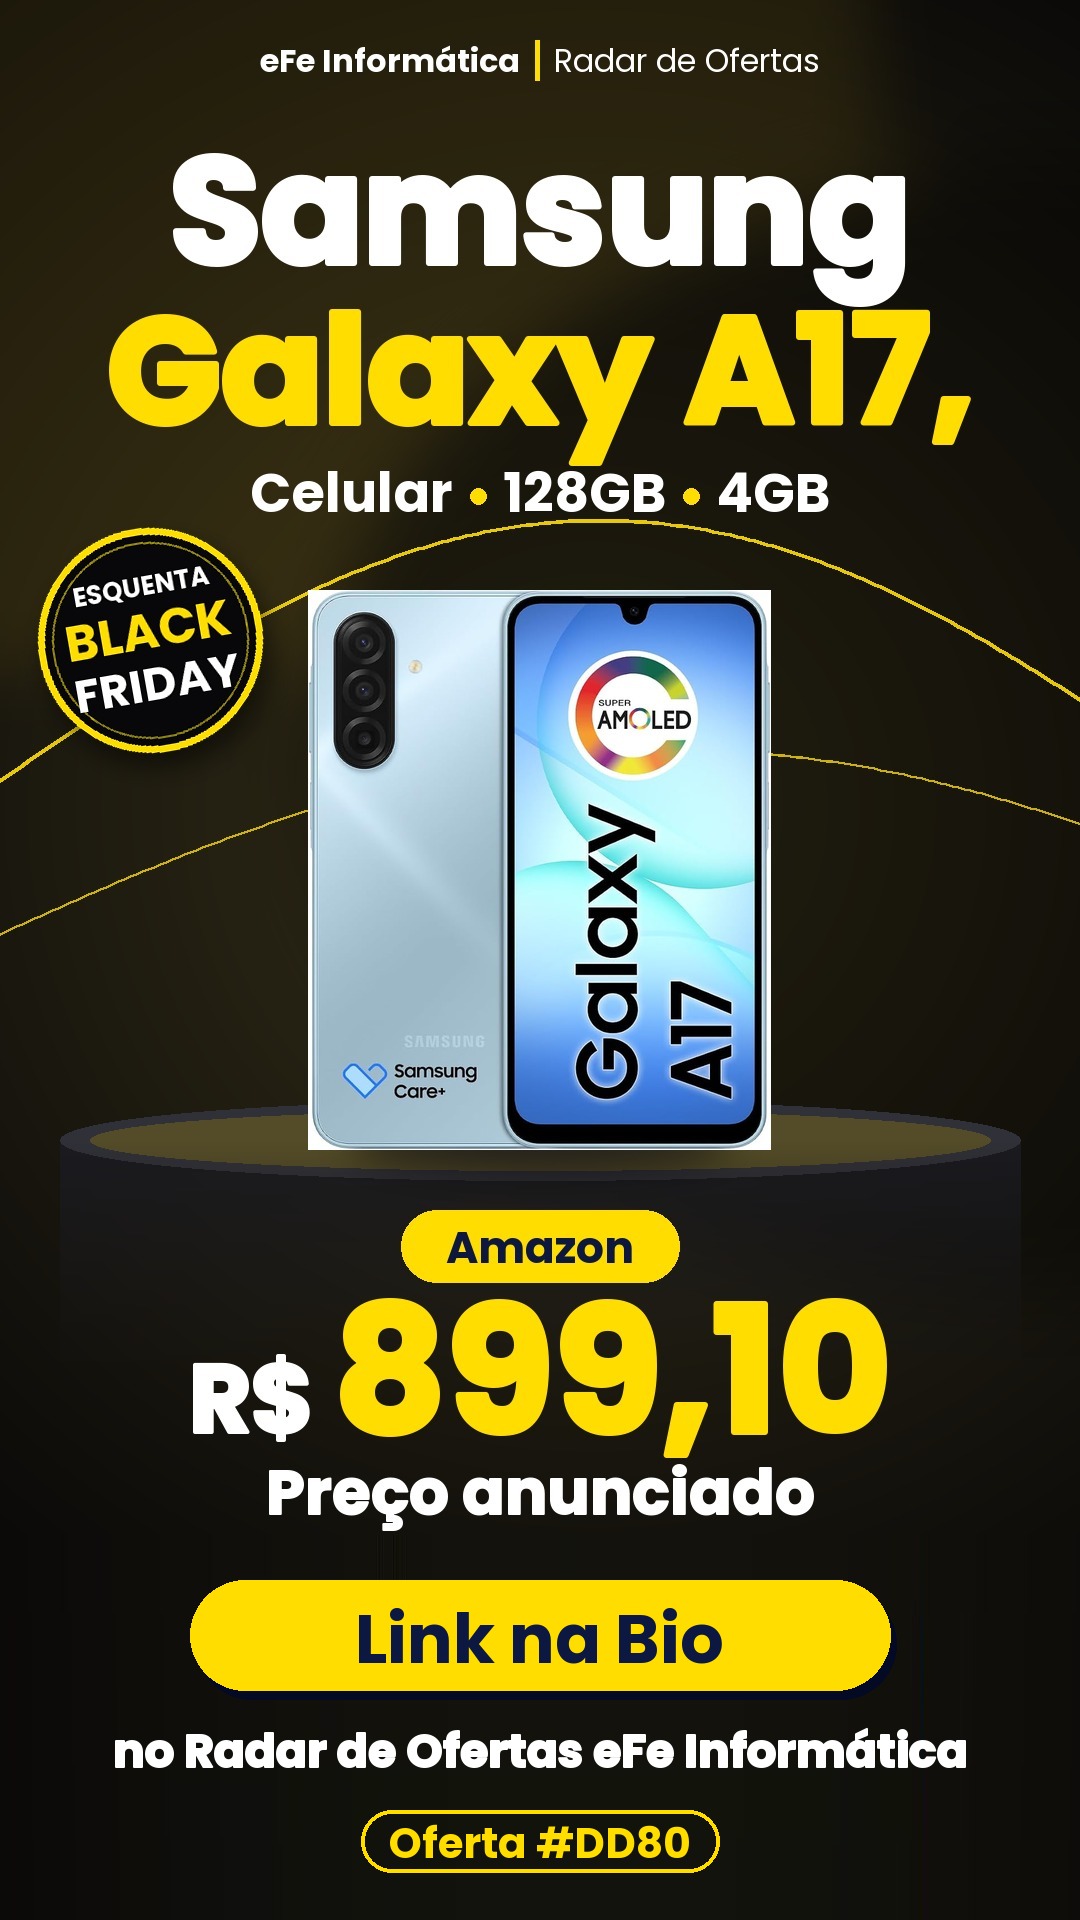 eFe Informática | Radar de Ofertas
Samsung
Galaxy A17,
Celular • 128GB • 4GB
ESQUENTA
BLACK
FRIDAY
SUPER
AMOLED
Galaxy
A17
SAMSUNG
Samsung
Care+
Amazon
R$ 899,10
Preço anunciado
Link na Bio
no Radar de Ofertas eFe Informática
Oferta #DD80